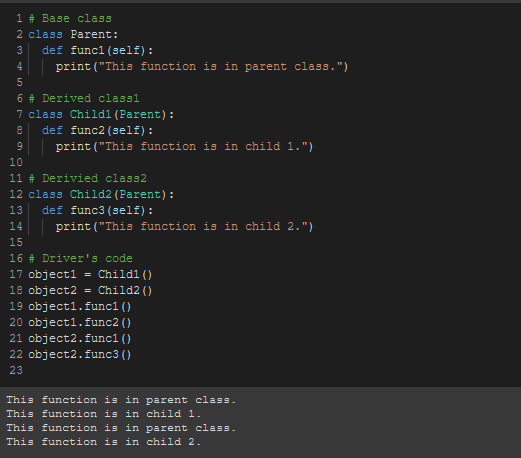 1 # Base class
2 class Parent:
3   def func1(self):
4     print("This function is in parent class.")
5
6 # Derived class1
7 class Child1(Parent):
8   def func2(self):
9     print("This function is in child 1.")
10
11 # Derivied class2
12 class Child2(Parent):
13   def func3(self):
14     print("This function is in child 2.")
15
16 # Driver's code
17 object1 = Child1()
18 object2 = Child2()
19 object1.func1()
20 object1.func2()
21 object2.func1()
22 object2.func3()
23
This function is in parent class.
This function is in child 1.
This function is in parent class.
This function is in child 2.